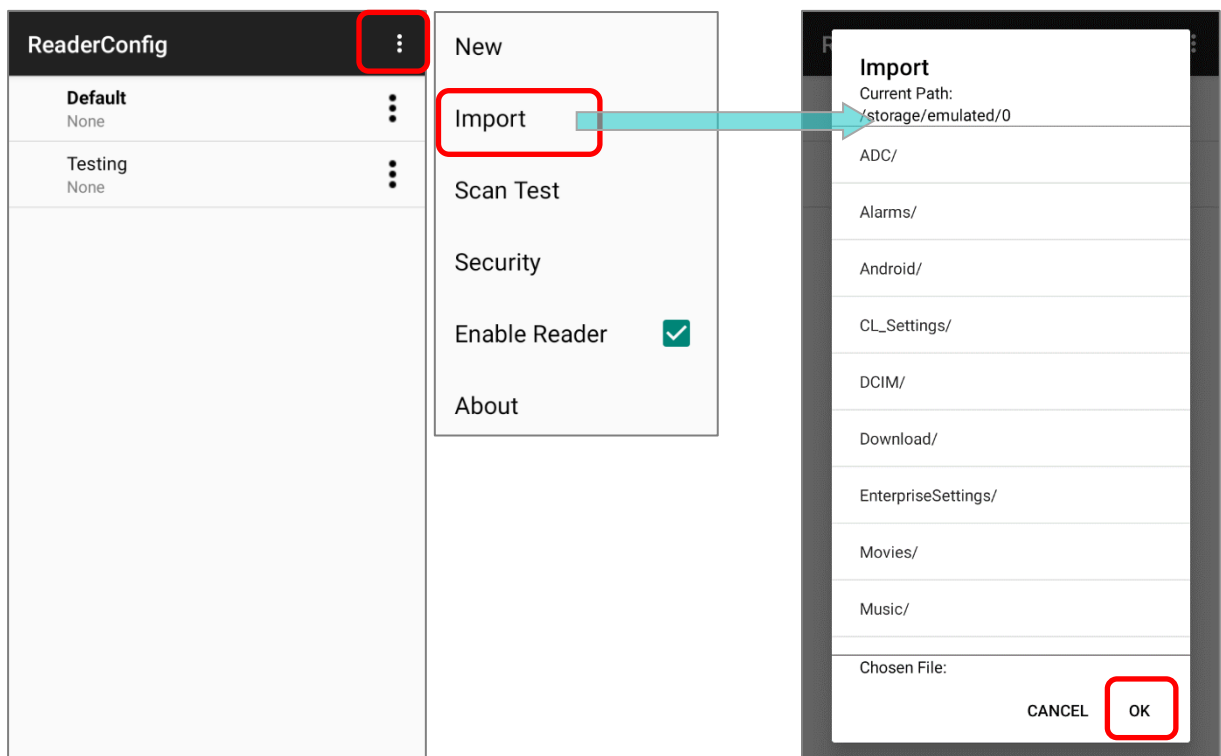 ReaderConfig
Default
None
Testing
None
New
Import
Scan Test
Security
Enable Reader
About
R
Import
Current Path:
/storage/emulated/0
ADC/
Alarms/
Android/
CL_Settings/
DCIM/
Download/
EnterpriseSettings/
Movies/
Music/
Chosen File:
CANCEL OK